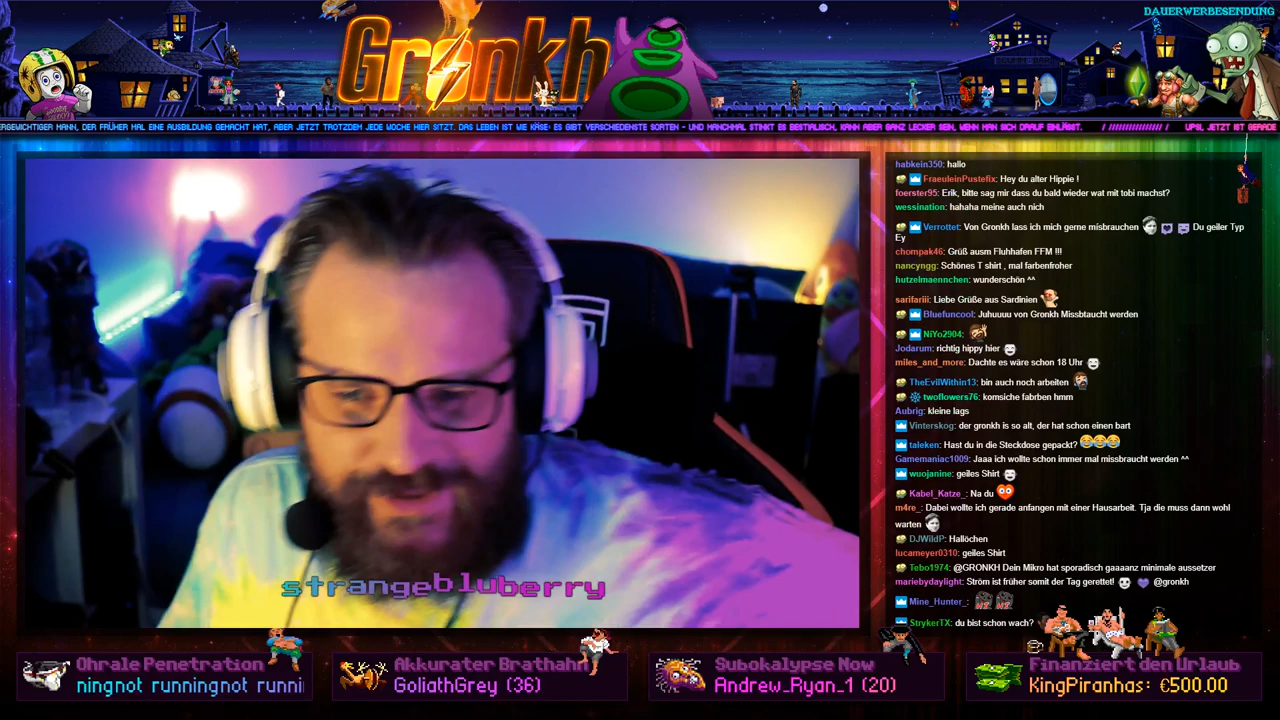 DAUERWERBESENDUNG
Gronkh
ERGEWICHTIGER MANN, DER FRÜHER MAL EINE AUSBILDUNG GEMACHT HAT, ABER JETZT TROTZDEM JEDE WOCHE HIER SITZT. DAS LEBEN IST WIE KÄSE: ES GIBT VERSCHIEDENSTE SORTEN - UND MANCHMAL STINKT ES BESTIALISCH, KANN ABER GANZ LECKER SEIN, WENN MAN SICH DARAUF EINLÄSST. / //////////////// / UPSI, JETZT IST GERADE
habkein350: hallo
FraeuleinPustefix: Hey du alter Hippie !
foerster95: Erik, bitte sag mir dass du bald wieder wat mit tobi machst?
wessination: hahaha meine auch nich
Verrottet: Von Gronkh lass ich mich gerne misbrauchen Du geiler Typ
Ey
chompak46: Grüß ausm Fluhhafen FFM !!!
nancyngg: Schönes T shirt , mal farbenfroher
hutzelmaennchen: wunderschön ^^
sarifariii: Liebe Grüße aus Sardinien
Bluefuncool: Juhuuuu von Gronkh Missbtaucht werden
NiYo2904:
Jodarum: richtig hippy hier
miles_and_more: Dachte es wäre schon 18 Uhr
TheEvilWithin13: bin auch noch arbeiten
twoflowers76: komsiche fabrben hmm
Aubrig: kleine lags
Vinterskog: der gronkh is so alt, der hat schon einen bart
taleken: Hast du in die Steckdose gepackt?
Gamemaniac1009: Jaaa ich wollte schon immer mal missbraucht werden ^^
wuojanine: geiles Shirt
Kabel_Katze_: Na du
m4re_: Dabei wollte ich gerade anfangen mit einer Hausarbeit. Tja die muss dann wohl
warten
DJWildP: Hallöchen
lucameyer0310: geiles Shirt
Tebo1974: @GRONKH Dein Mikro hat sporadisch gaaaanz minimale aussetzer
mariebydaylight: Ström ist früher somit der Tag gerettet! @gronkh
Mine_Hunter_:
StrykerTX: du bist schon wach?
strangebluberry
Ohrale Penetration
ningnot runningnot runni
Akkurater Brathahn
GoliathGrey (36)
Subokalypse Now
Andrew_Ryan_1 (20)
Finanziert den Urlaub
KingPiranhas: €500.00